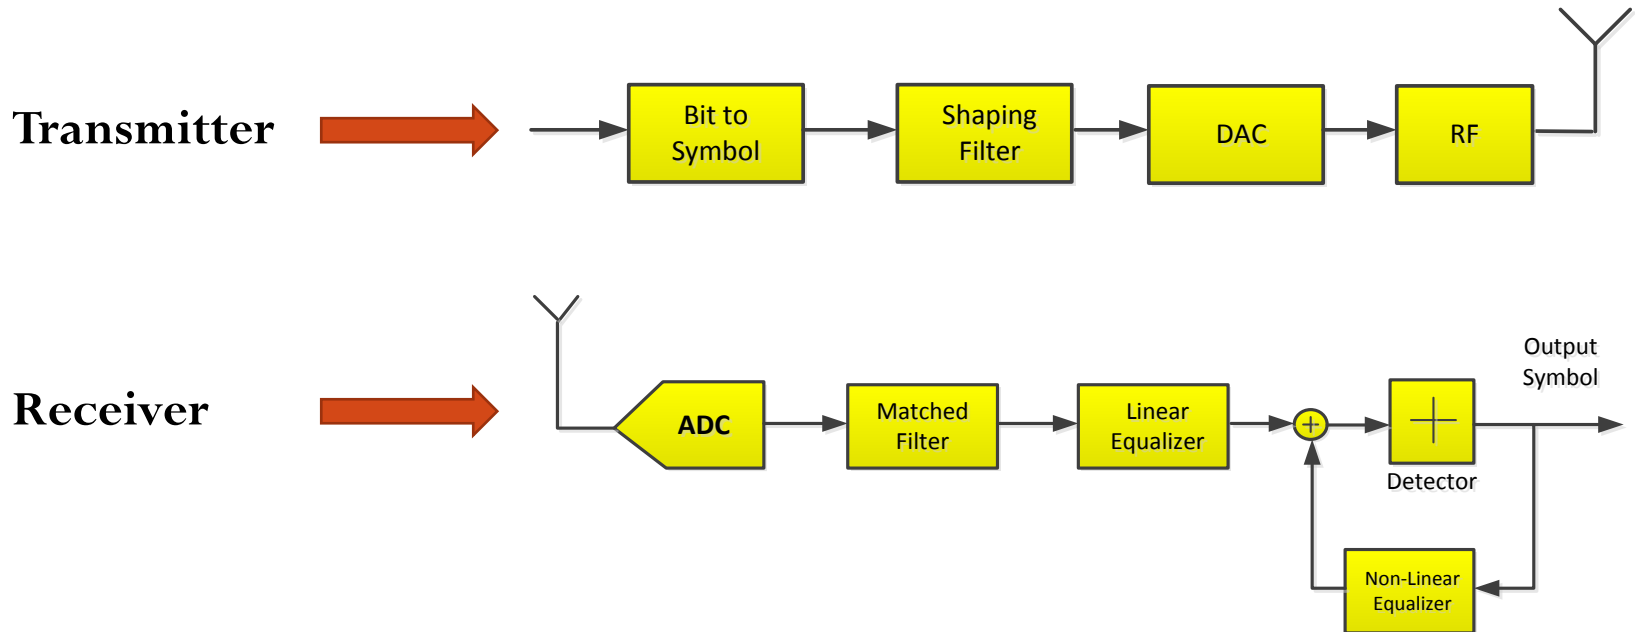 Transmitter
Bit to
Symbol
Shaping
Filter
DAC
RF
Receiver
ADC
Matched
Filter
Linear
Equalizer
+
Detector
Output
Symbol
Non-Linear
Equalizer